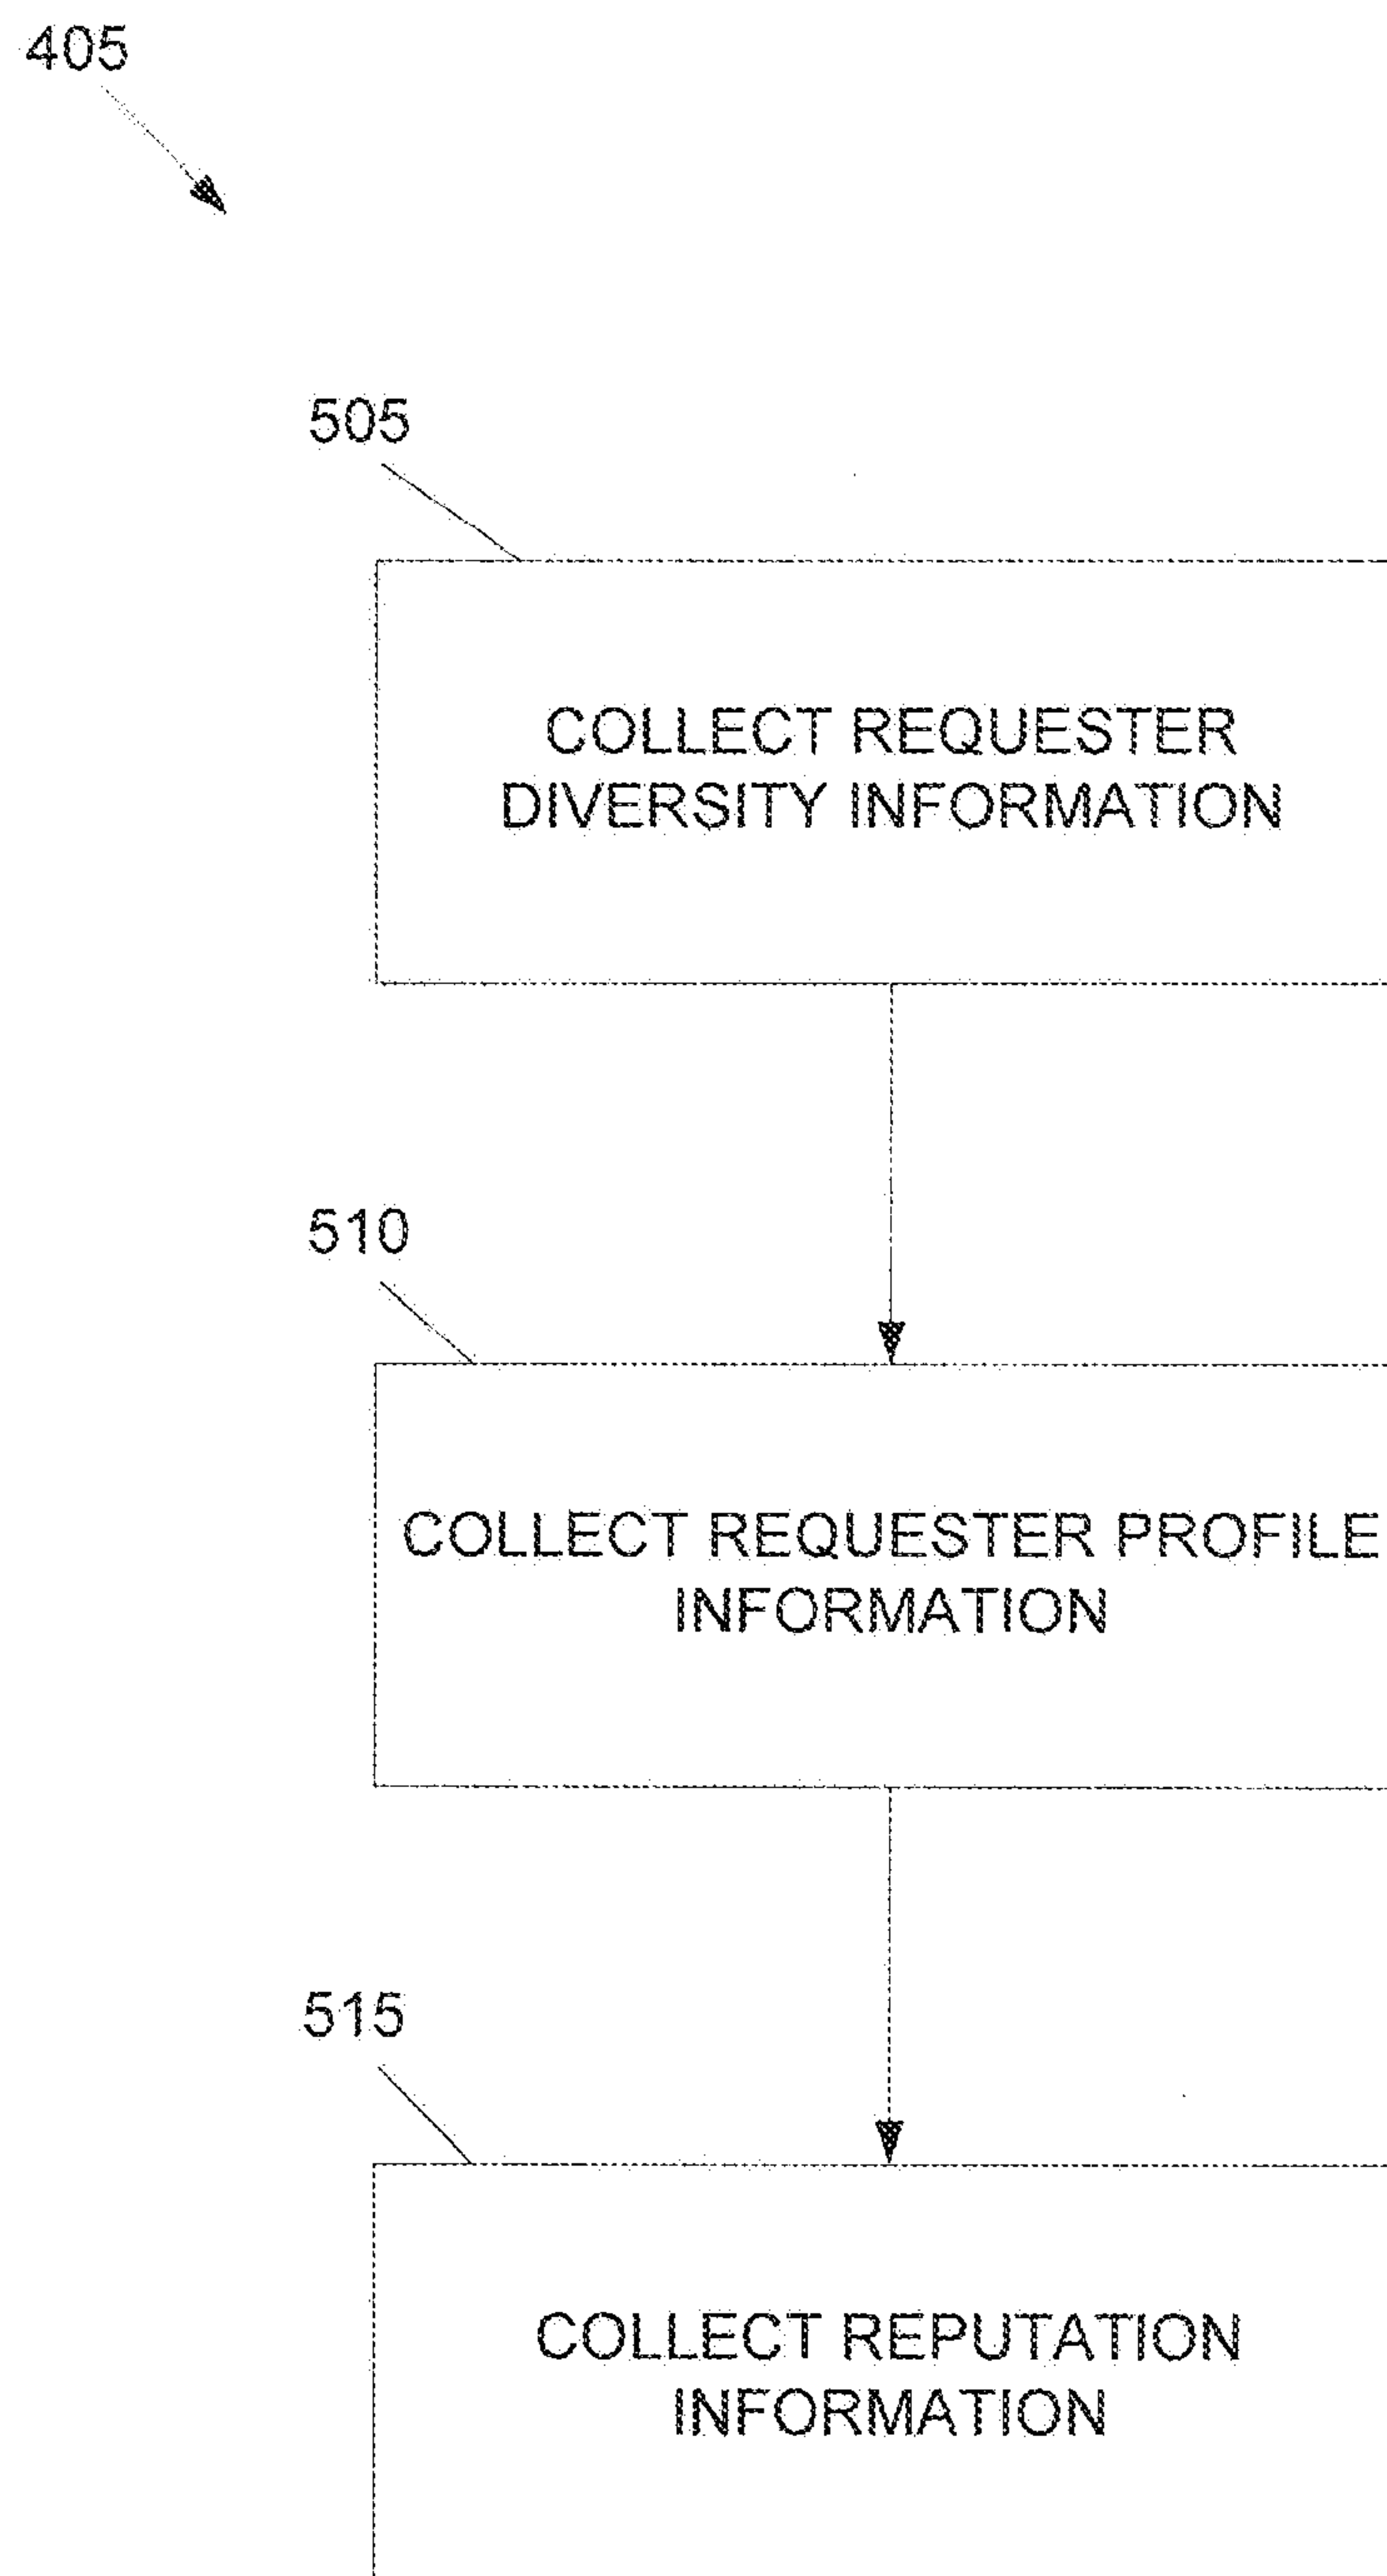 405
505
COLLECT REQUESTER
DIVERSITY INFORMATION
510
COLLECT REQUESTER PROFILE
INFORMATION
515
COLLECT REPUTATION
INFORMATION